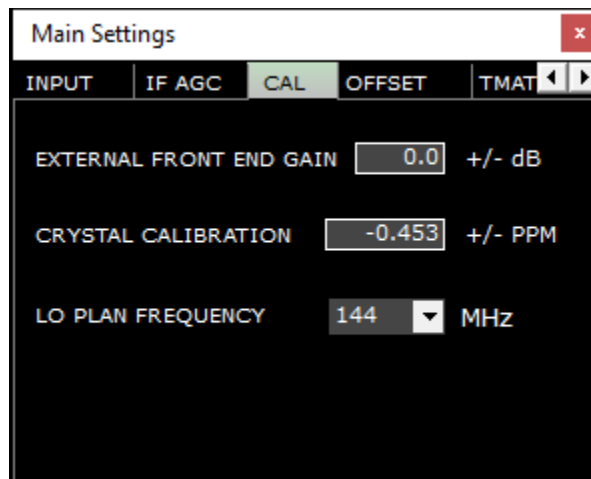 Main Settings x
INPUT IF AGC CAL OFFSET TMAT
EXTERNAL FRONT END GAIN 0.0 +/- dB
CRYSTAL CALIBRATION -0.453 +/- PPM
LO PLAN FREQUENCY 144 MHz